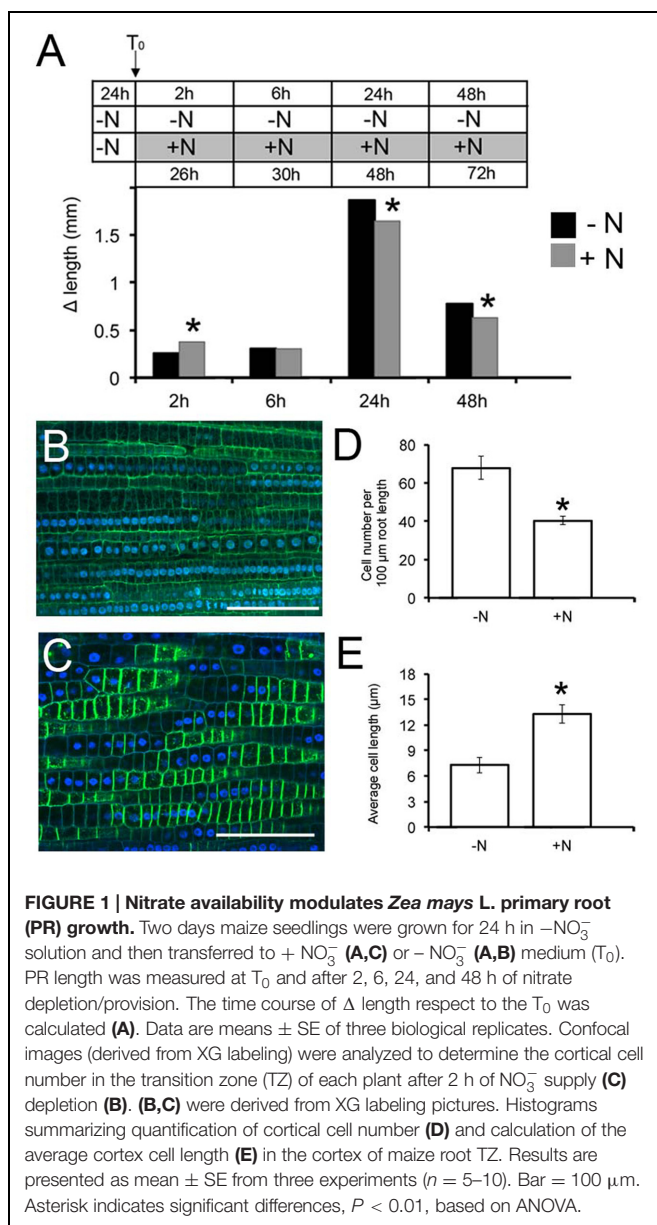 A
T₀
24h 2h 6h 24h 48h
-N -N -N -N -N
-N +N +N +N +N
26h 30h 48h 72h
Δ length (mm)
1.5
1
0.5
0
*
*
*
- N
+ N
2h 6h 24h 48h
B
D
Cell number per
100 µm root length
80
60
40
20
0
*
-N +N
C
E
Average cell length (µm)
18
15
12
9
6
3
0
*
-N +N
FIGURE 1 | Nitrate availability modulates Zea mays L. primary root
(PR) growth. Two days maize seedlings were grown for 24 h in −NO₃⁻
solution and then transferred to + NO₃⁻ (A,C) or − NO₃⁻ (A,B) medium (T₀).
PR length was measured at T₀ and after 2, 6, 24, and 48 h of nitrate
depletion/provision. The time course of Δ length respect to the T₀ was
calculated (A). Data are means ± SE of three biological replicates. Confocal
images (derived from XG labeling) were analyzed to determine the cortical cell
number in the transition zone (TZ) of each plant after 2 h of NO₃⁻ supply (C)
depletion (B). (B,C) were derived from XG labeling pictures. Histograms
summarizing quantification of cortical cell number (D) and calculation of the
average cortex cell length (E) in the cortex of maize root TZ. Results are
presented as mean ± SE from three experiments (n = 5–10). Bar = 100 µm.
Asterisk indicates significant differences, P < 0.01, based on ANOVA.